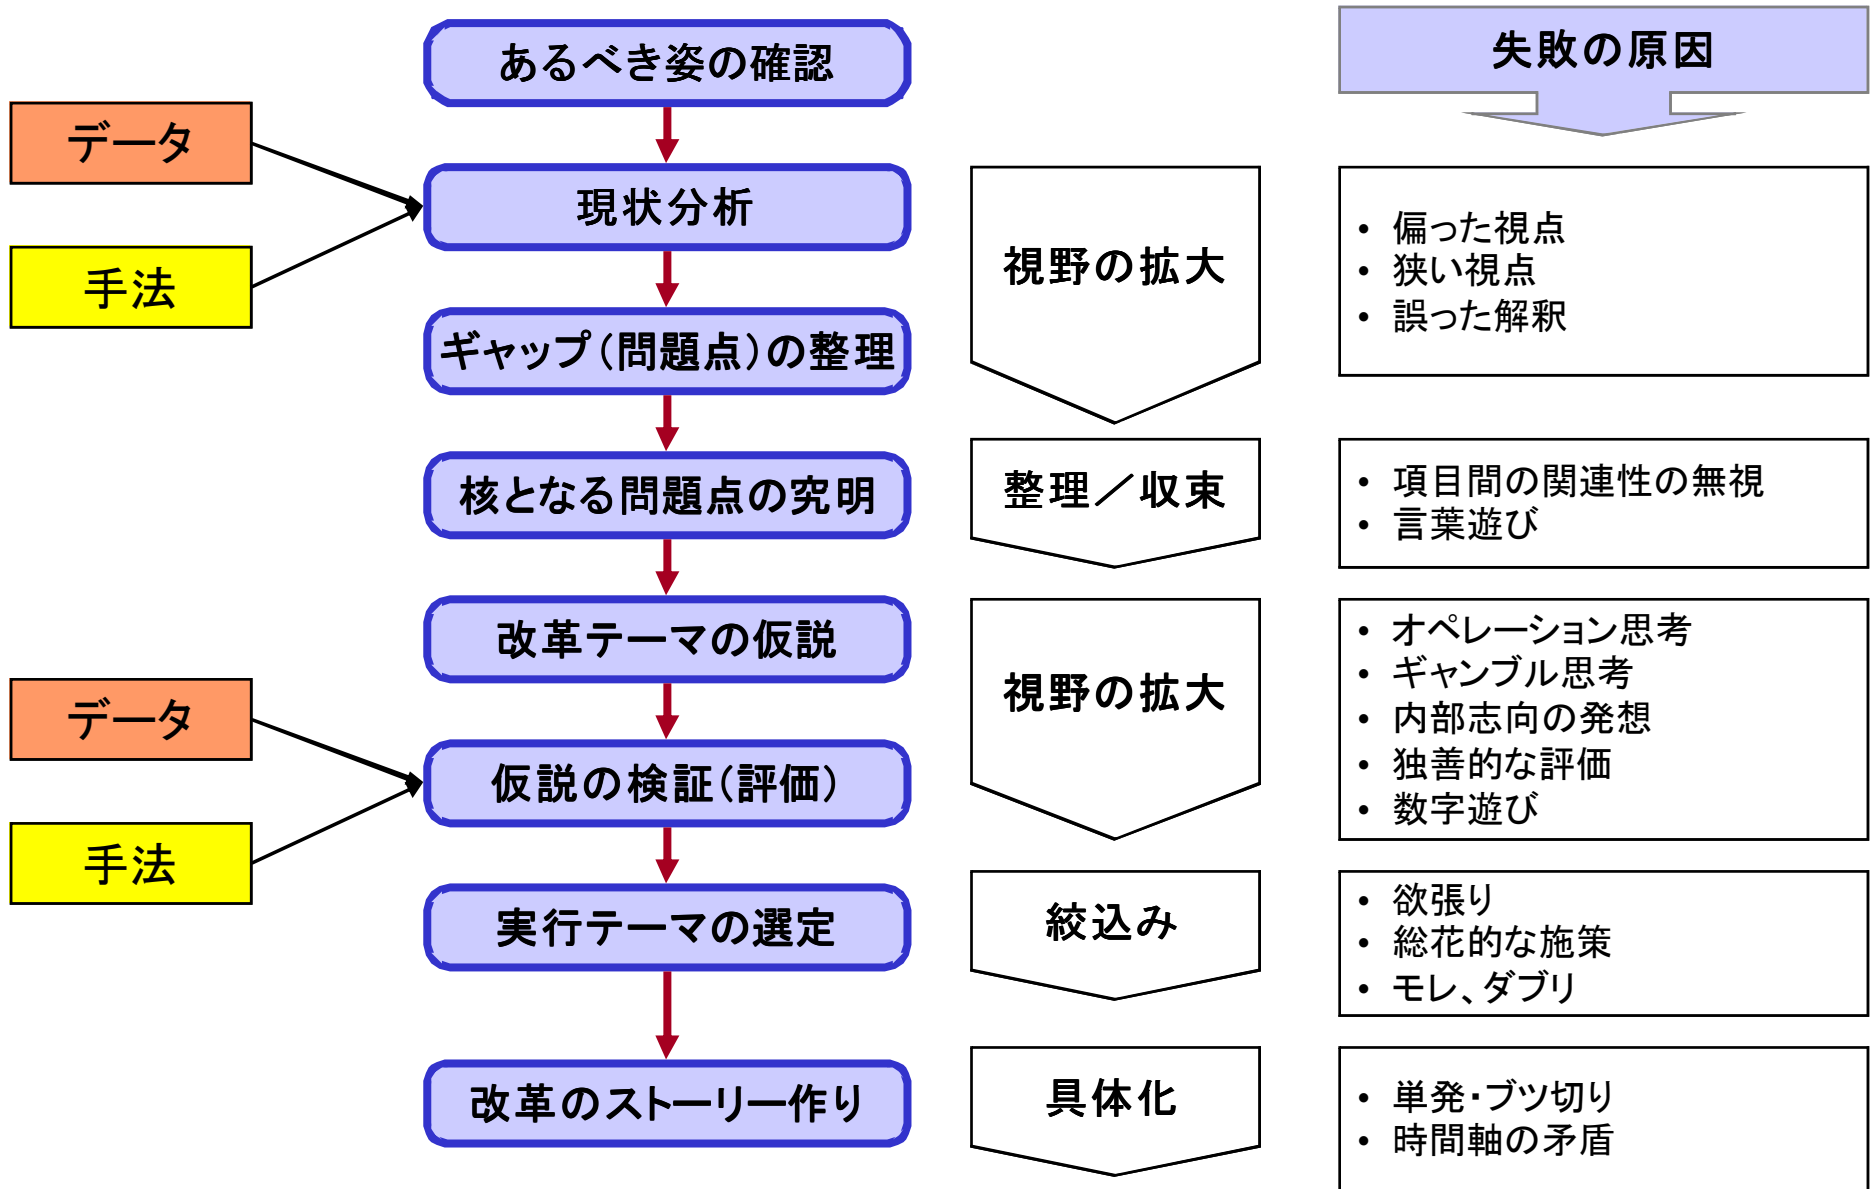 あるべき姿の確認
失敗の原因
データ
手法
現状分析
ギャップ（問題点）の整理
視野の拡大
• 偏った視点
• 狭い視点
• 誤った解釈
核となる問題点の究明
整理／収束
• 項目間の関連性の無視
• 言葉遊び
改革テーマの仮説
データ
手法
仮説の検証（評価）
視野の拡大
• オペレーション思考
• ギャンブル思考
• 内部志向の発想
• 独善的な評価
• 数字遊び
実行テーマの選定
絞込み
• 欲張り
• 総花的な施策
• モレ、ダブリ
改革のストーリー作り
具体化
• 単発・ブツ切り
• 時間軸の矛盾